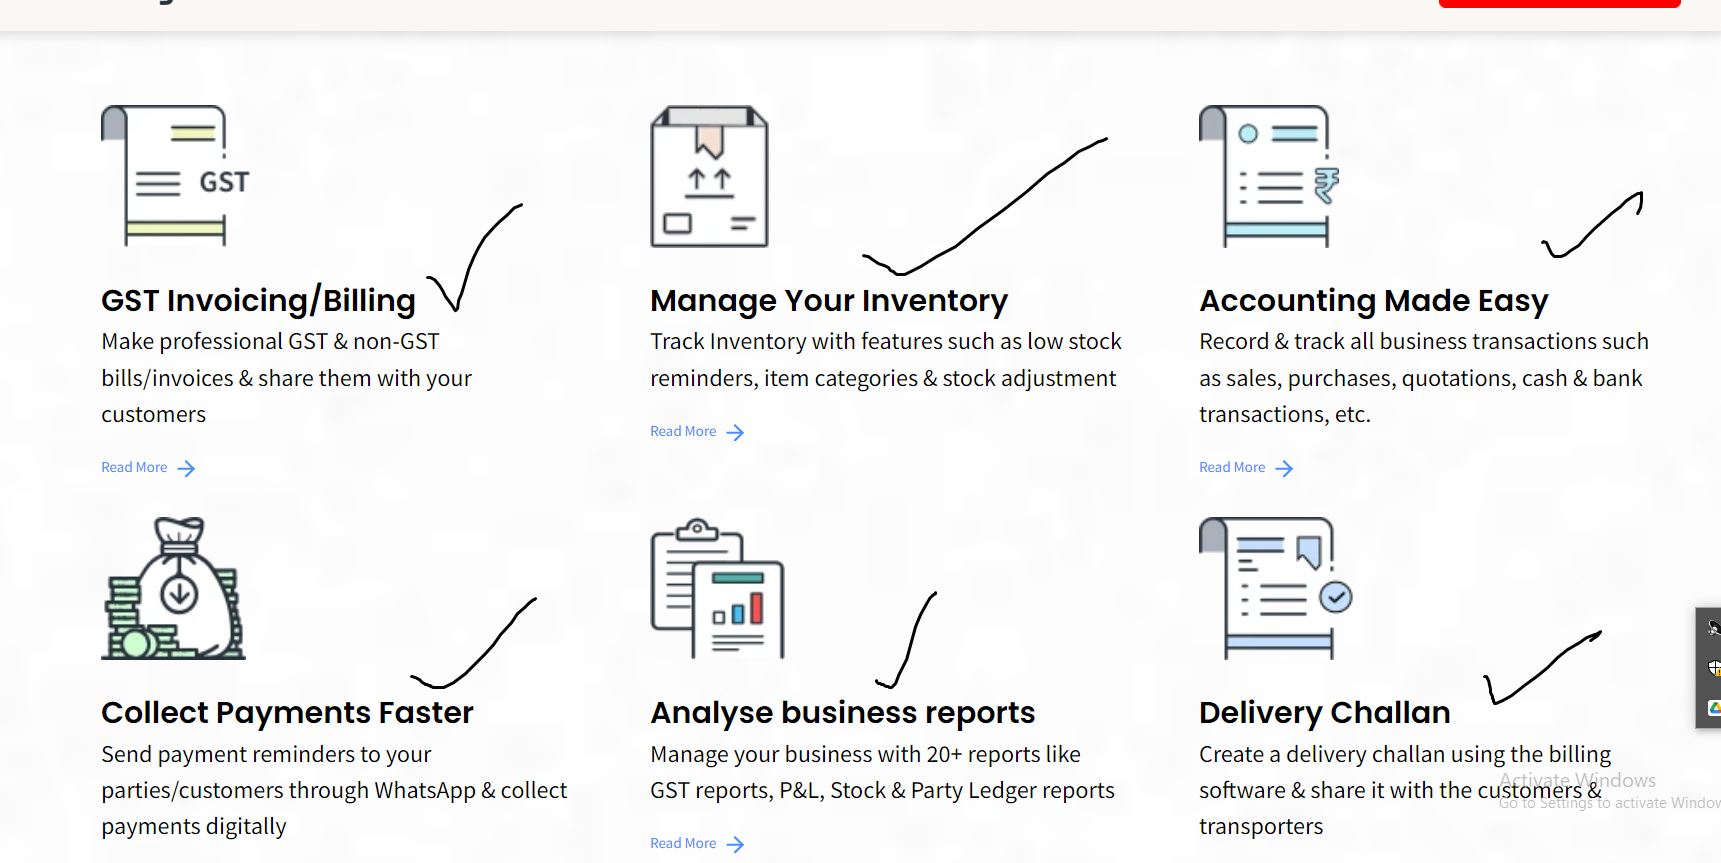 GST
GST Invoicing/Billing
Make professional GST & non-GST
bills/invoices & share them with your
customers
Read More
Manage Your Inventory
Track Inventory with features such as low stock
reminders, item categories & stock adjustment
Read More
₹
Accounting Made Easy
Record & track all business transactions such
as sales, purchases, quotations, cash & bank
transactions, etc.
Read More
Collect Payments Faster
Send payment reminders to your
parties/customers through WhatsApp & collect
payments digitally
Analyse business reports
Manage your business with 20+ reports like
GST reports, P&L, Stock & Party Ledger reports
Read More
Delivery Challan
Create a delivery challan using the billing
software & share it with the customers &
transporters
Activate Windows
Go to Settings to activate Window